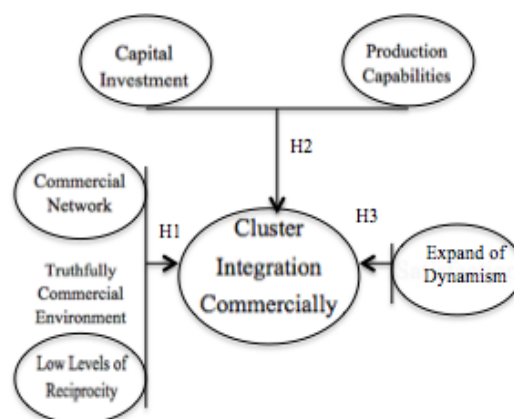 Capital
Investment
Production
Capabilities
H2
Commercial
Network
H1
Truthfully
Commercial
Environment
Low Levels of
Reciprocity
Cluster
Integration
Commercially
H3
Expand of
Dynamism